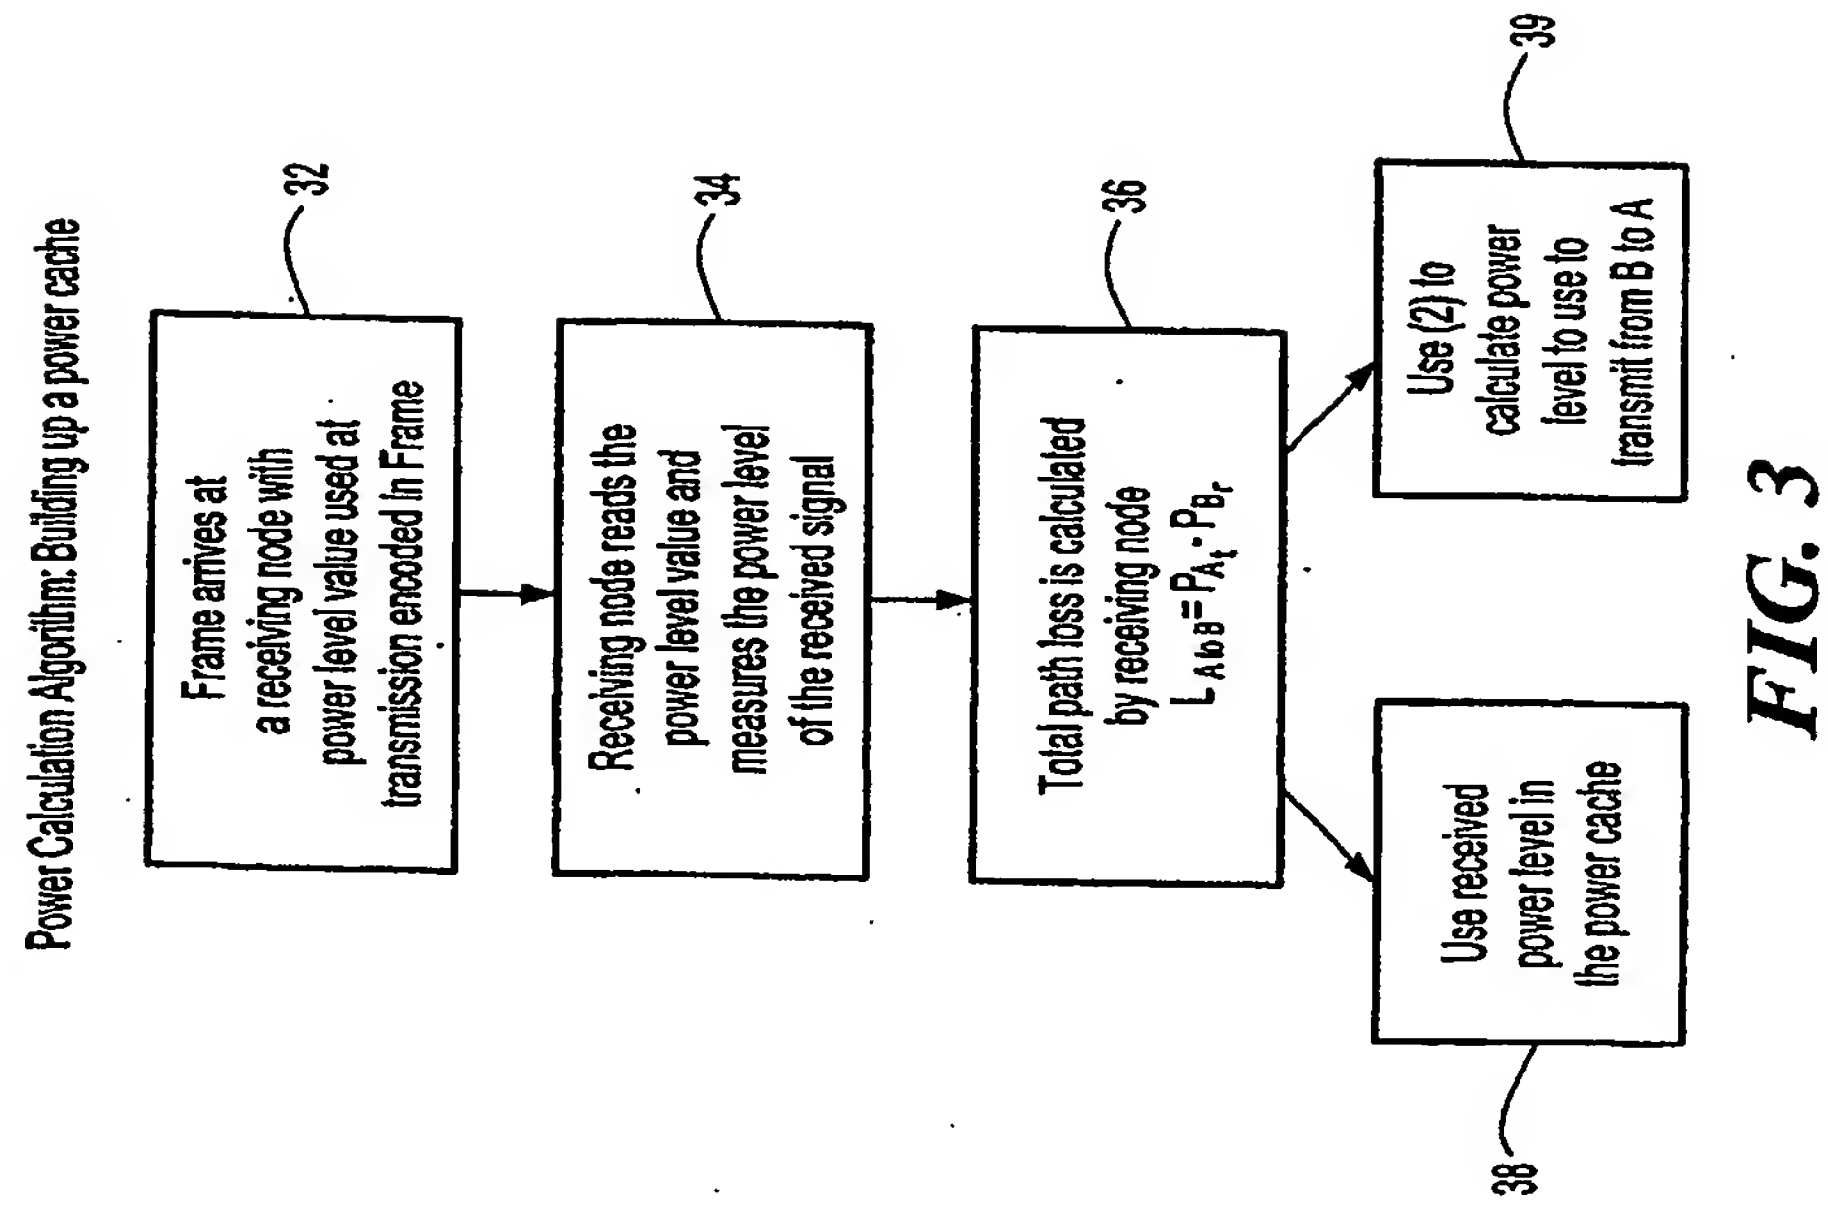 Power Calculation Algorithm: Building up a power cache
Frame arrives at
a receiving node with
power level value used at
transmission encoded in Frame
32
Receiving node reads the
power level value and
measures the power level
of the received signal
34
Total path loss is calculated
by receiving node
L A to B = P A t - P B r
36
Use received
power level in
the power cache
38
Use (2) to
calculate power
level to use to
transmit from B to A
39
FIG. 3